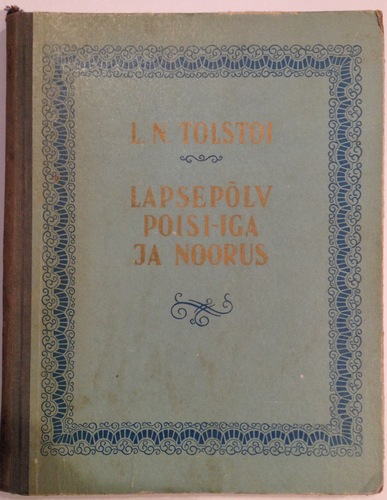 L. N. TOLSTOI
LAPSEPÕLV
POISI-IGA
JA NOORUS